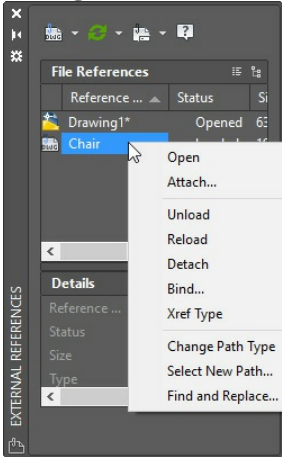 File References
Reference ... Status Si
Drawing1* Opened 63
Chair
Open
Attach...
Unload
Reload
Detach
Bind...
Xref Type
Change Path Type
Select New Path...
Find and Replace...
Details
Reference ...
Status
Size
Type
EXTERNAL REFERENCES